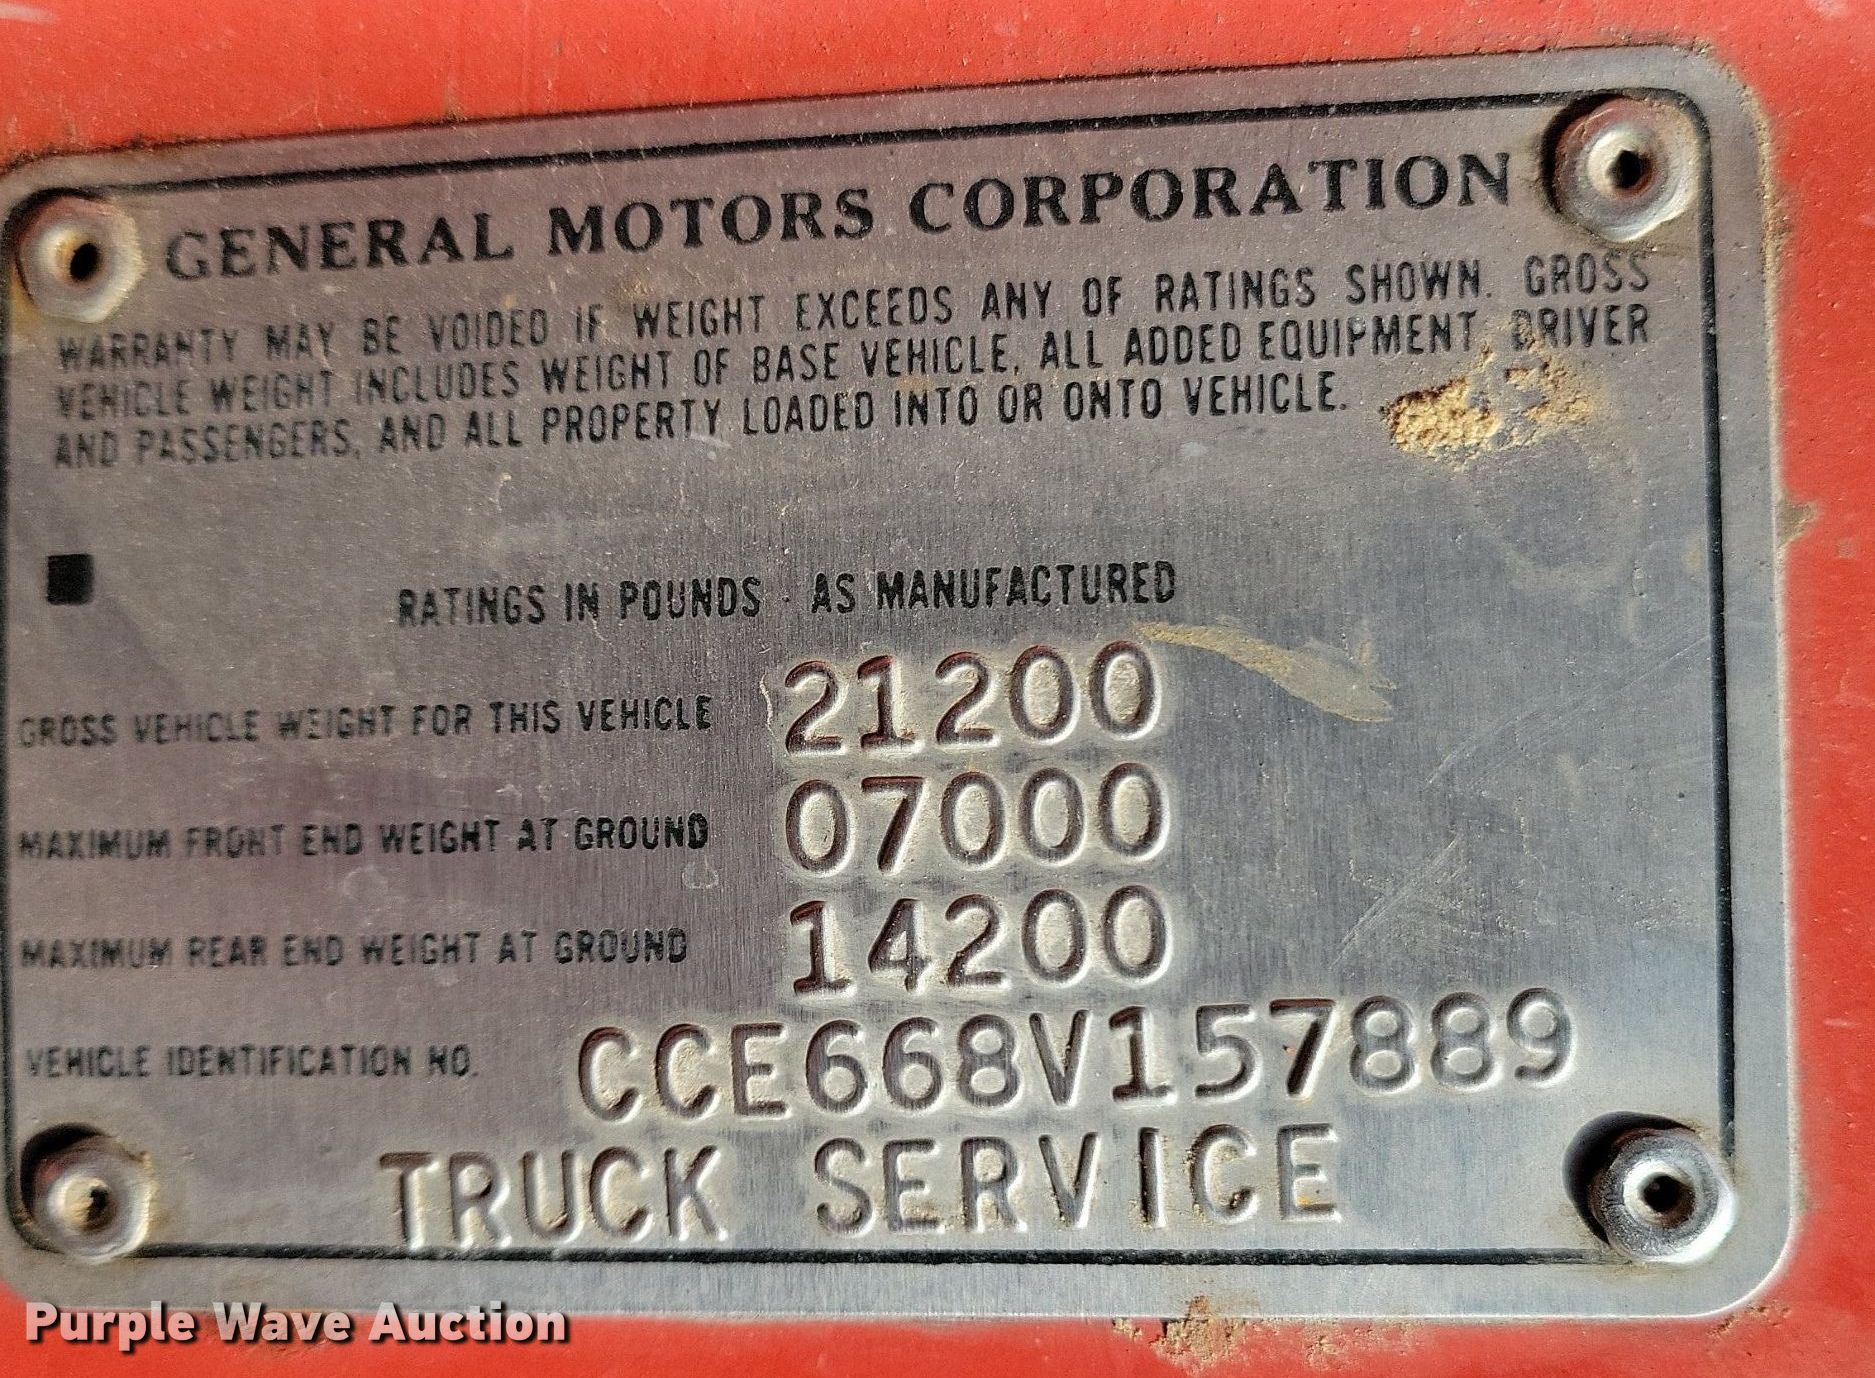 GENERAL MOTORS CORPORATION
WARRANTY MAY BE VOIDED IF WEIGHT EXCEEDS ANY OF RATINGS SHOWN. GROSS
VEHICLE WEIGHT INCLUDES WEIGHT OF BASE VEHICLE, ALL ADDED EQUIPMENT, DRIVER
AND PASSENGERS, AND ALL PROPERTY LOADED INTO OR ONTO VEHICLE.
RATINGS IN POUNDS - AS MANUFACTURED
GROSS VEHICLE WEIGHT FOR THIS VEHICLE 21200
MAXIMUM FRONT END WEIGHT AT GROUND 07000
MAXIMUM REAR END WEIGHT AT GROUND 14200
VEHICLE IDENTIFICATION NO. CCE668V157889
TRUCK SERVICE
Purple Wave Auction